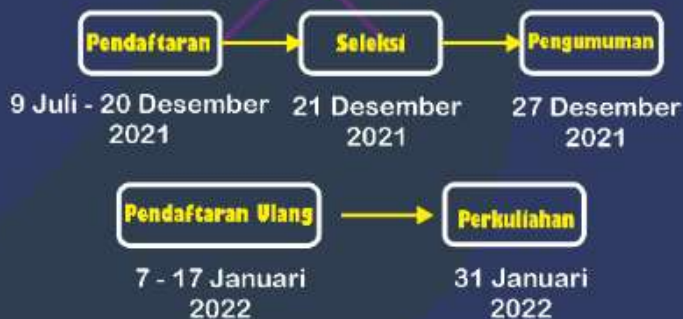 Pendaftaran
Seleksi
Pengumuman
9 Juli - 20 Desember
2021
21 Desember
2021
27 Desember
2021
Pendaftaran Ulang
Perkuliahan
7 - 17 Januari
2022
31 Januari
2022